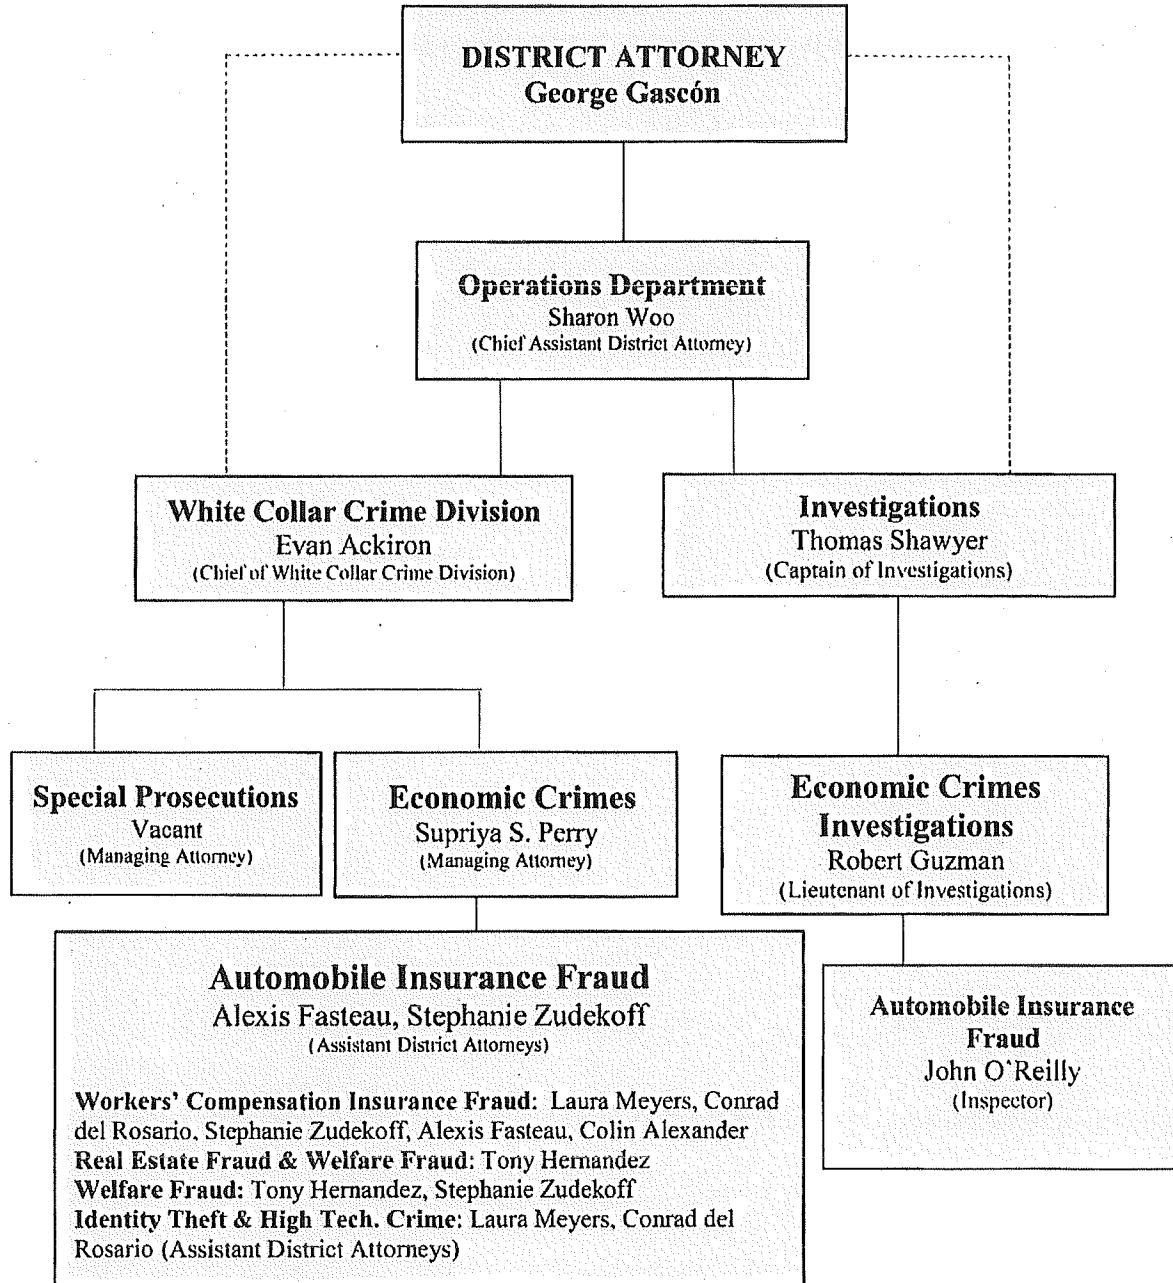 DISTRICT ATTORNEY
George Gascón
Operations Department
Sharon Woo
(Chief Assistant District Attorney)
White Collar Crime Division
Evan Ackiron
(Chief of White Collar Crime Division)
Investigations
Thomas Shawyer
(Captain of Investigations)
Special Prosecutions
Vacant
(Managing Attorney)
Economic Crimes
Supriya S. Perry
(Managing Attorney)
Economic Crimes
Investigations
Robert Guzman
(Lieutenant of Investigations)
Automobile Insurance Fraud
Alexis Fasteau, Stephanie Zudekoff
(Assistant District Attorneys)
Workers' Compensation Insurance Fraud: Laura Meyers, Conrad
del Rosario, Stephanie Zudekoff, Alexis Fasteau, Colin Alexander
Real Estate Fraud & Welfare Fraud: Tony Hernandez
Welfare Fraud: Tony Hernandez, Stephanie Zudekoff
Identity Theft & High Tech. Crime: Laura Meyers, Conrad del
Rosario (Assistant District Attorneys)
Automobile Insurance
Fraud
John O`Reilly
(Inspector)